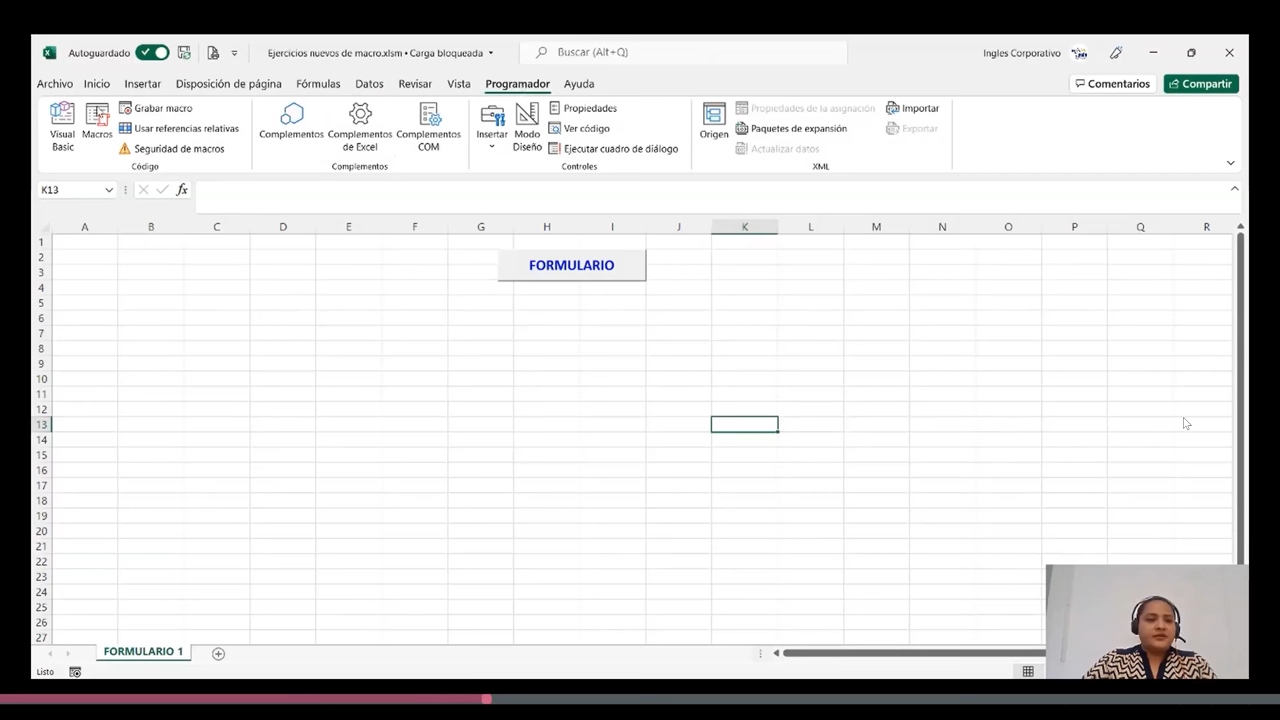 Autoguardado
Ejercicios nuevos de macro.xlsm • Carga bloqueada
Buscar (Alt+Q)
Ingles Corporativo
Archivo Inicio Insertar Disposición de página Fórmulas Datos Revisar Vista Programador Ayuda
Comentarios Compartir
Visual Basic
Macros
Grabar macro
Usar referencias relativas
Seguridad de macros
Código
Complementos
Complementos de Excel
Complementos COM
Complementos
Insertar
Modo Diseño
Propiedades
Ver código
Ejecutar cuadro de diálogo
Controles
Origen
Propiedades de la asignación
Paquetes de expansión
Actualizar datos
Importar
Exportar
XML
K13
fx
A B C D E F G H I J K L M N O P Q R
1
2
FORMULARIO
3
4
5
6
7
8
9
10
11
12
13
14
15
16
17
18
19
20
21
22
23
24
25
26
27
FORMULARIO 1
Listo